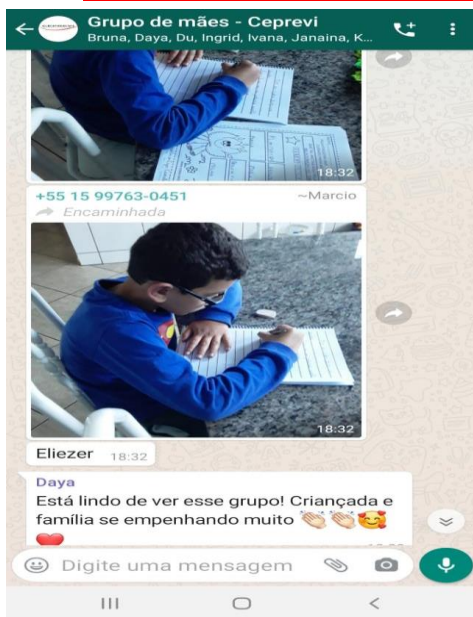 Grupo de mães - Ceprevi
Bruna, Daya, Du, Ingrid, Ivana, Janaina, K...
18:32
+55 15 99763-0451 ~Marcio
Encaminhada
18:32
Eliezer 18:32
Daya
Está lindo de ver esse grupo! Criançada e
família se empenhando muito 👏🏻👏🏻🥰
❤️
Digite uma mensagem